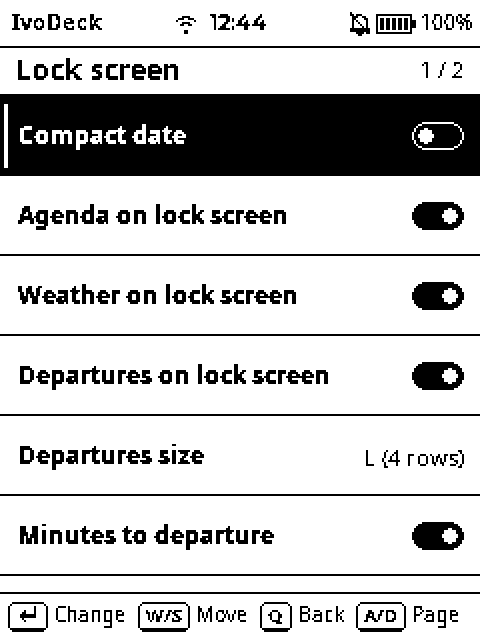 IvoDeck 12:44 100%
Lock screen 1 / 2
Compact date
Agenda on lock screen
Weather on lock screen
Departures on lock screen
Departures size L (4 rows)
Minutes to departure
↵ Change W/S Move Q Back A/D Page